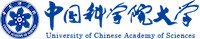 中国科学院大学
University of Chinese Academy of Sciences